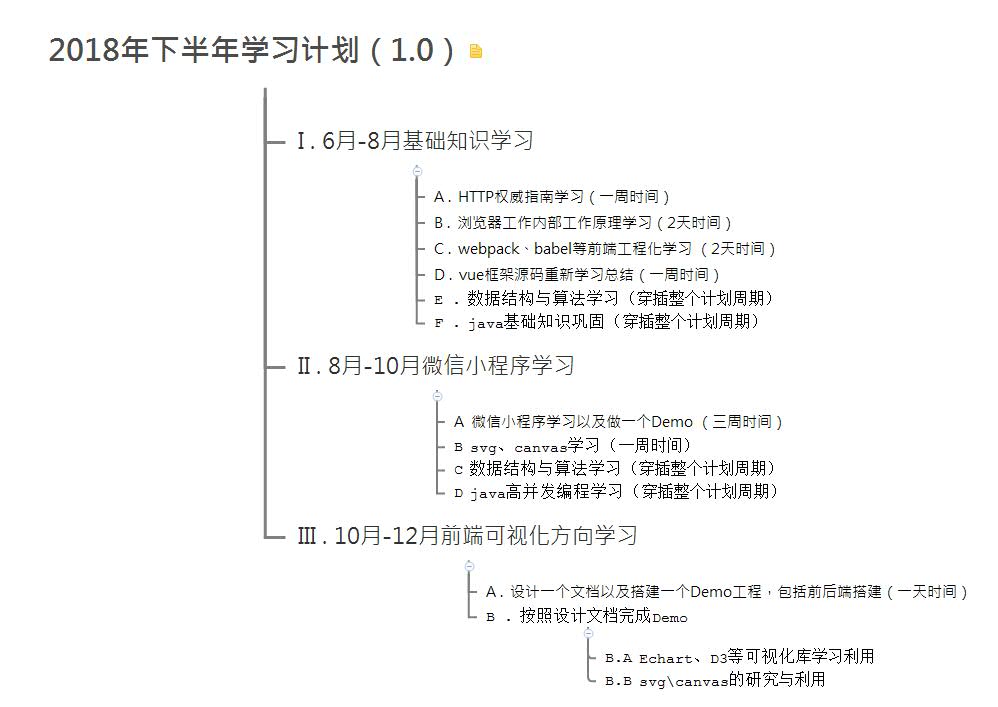 2018年下半年学习计划（1.0）
Ⅰ . 6月-8月基础知识学习
A . HTTP权威指南学习（一周时间）
B . 浏览器工作内部工作原理学习（2天时间）
C . webpack、babel等前端工程化学习 （2天时间）
D . vue框架源码重新学习总结（一周时间）
E . 数据结构与算法学习（穿插整个计划周期）
F . java基础知识巩固（穿插整个计划周期）
Ⅱ . 8月-10月微信小程序学习
A 微信小程序学习以及做一个Demo （三周时间）
B svg、canvas学习（一周时间）
C 数据结构与算法学习（穿插整个计划周期）
D java高并发编程学习（穿插整个计划周期）
Ⅲ . 10月-12月前端可视化方向学习
A . 设计一个文档以及搭建一个Demo工程，包括前后端搭建（一天时间）
B . 按照设计文档完成Demo
B.A Echart、D3等可视化库学习利用
B.B svg\canvas的研究与利用